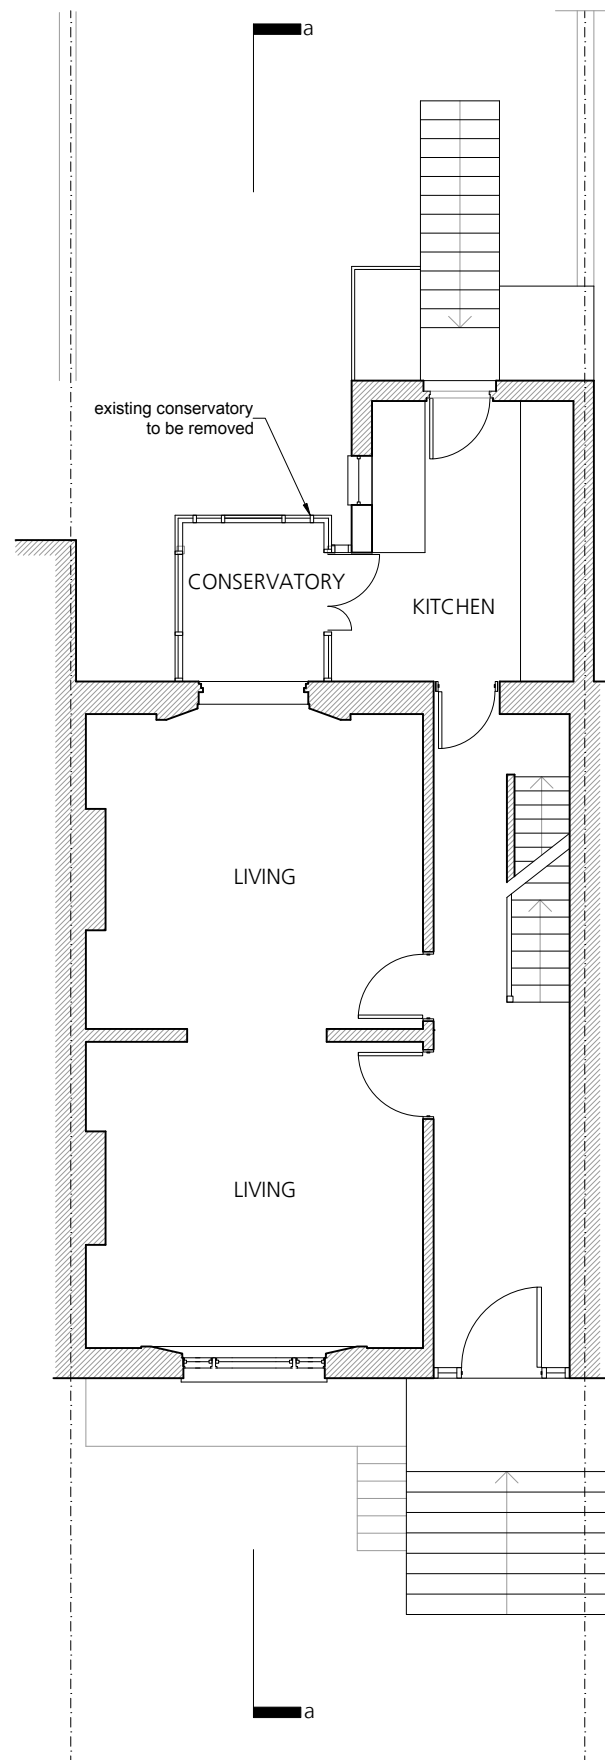 a
existing conservatory
to be removed
CONSERVATORY
KITCHEN
LIVING
LIVING
a